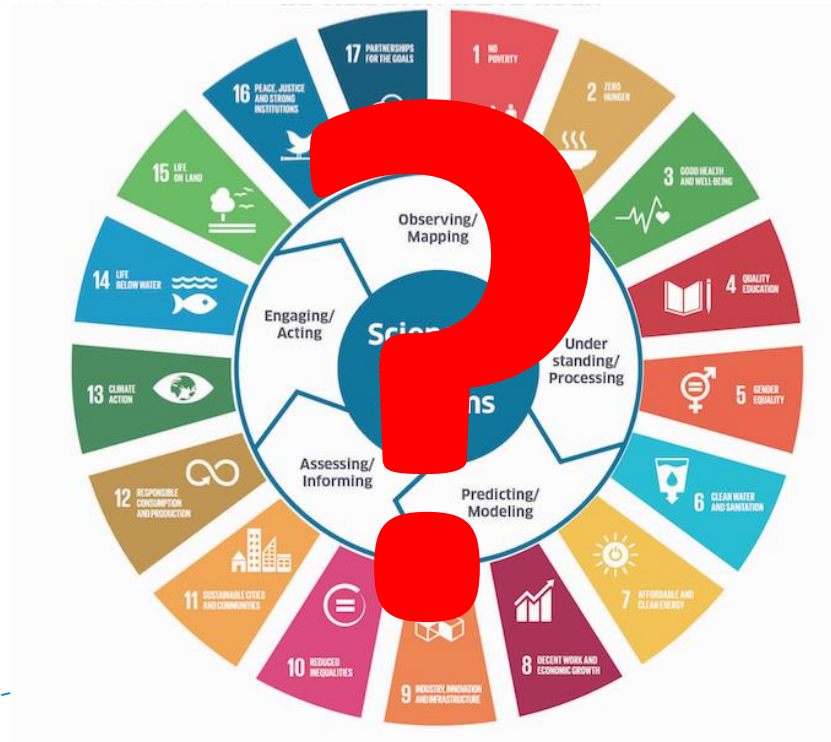 1 NO
POVERTY
2 ZERO
HUNGER
3 GOOD HEALTH
AND WELL-BEING
4 QUALITY
EDUCATION
5 GENDER
EQUALITY
6 CLEAN WATER
AND SANITATION
7 AFFORDABLE AND
CLEAN ENERGY
8 DECENT WORK AND
ECONOMIC GROWTH
9 INDUSTRY, INNOVATION
AND INFRASTRUCTURE
10 REDUCED
INEQUALITIES
11 SUSTAINABLE CITIES
AND COMMUNITIES
12 RESPONSIBLE
CONSUMPTION
AND PRODUCTION
13 CLIMATE
ACTION
14 LIFE
BELOW WATER
15 LIFE
ON LAND
16 PEACE, JUSTICE
AND STRONG
INSTITUTIONS
17 PARTNERSHIPS
FOR THE GOALS
Observing/
Mapping
Under
standing/
Processing
Predicting/
Modeling
Assessing/
Informing
Engaging/
Acting
?